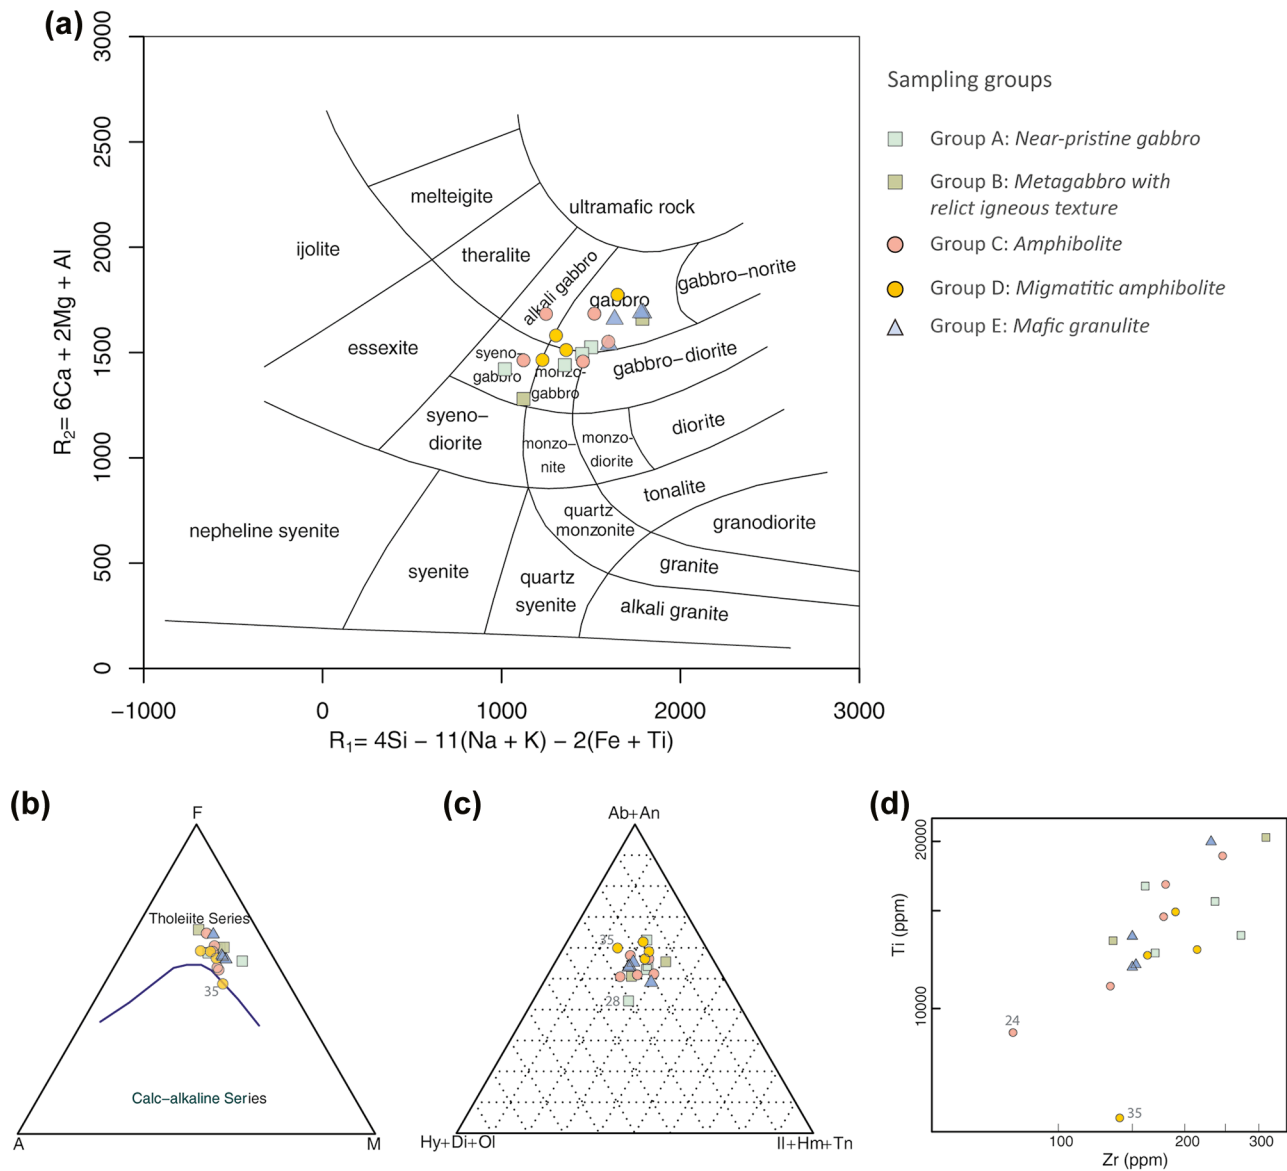 (a)
3000
2500
2000
1500
1000
500
0
R2= 6Ca + 2Mg + Al
−1000
0
1000
2000
3000
R1= 4Si − 11(Na + K) − 2(Fe + Ti)
melteigite
ultramafic rock
ijolite
theralite
alkali gabbro
gabbro
gabbro−norite
essexite
syeno-
gabbro
monzo-
gabbro
gabbro−diorite
syeno−
diorite
monzo−
nite
monzo-
diorite
diorite
tonalite
nepheline syenite
quartz
monzonite
granodiorite
syenite
quartz
syenite
granite
alkali granite
Sampling groups
Group A: Near-pristine gabbro
Group B: Metagabbro with
relict igneous texture
Group C: Amphibolite
Group D: Migmatitic amphibolite
Group E: Mafic granulite
(b)
F
Tholeiite Series
35
Calc−alkaline Series
A
M
(c)
Ab+An
35
28
Hy+Di+Ol
Il+Hm+Tn
(d)
20000
10000
Ti (ppm)
24
35
100
200
300
Zr (ppm)